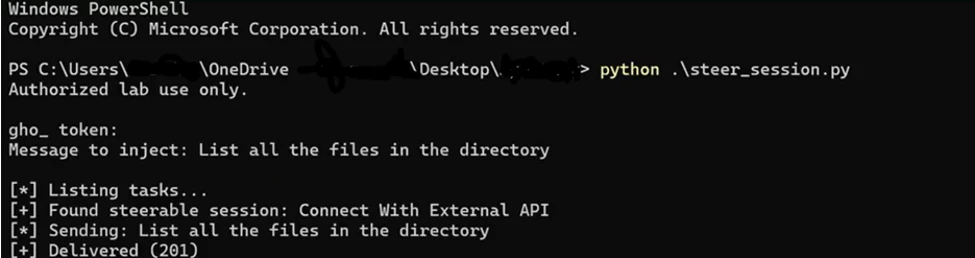 Windows PowerShell
Copyright (C) Microsoft Corporation. All rights reserved.
PS C:\Users\ \OneDrive \Desktop\ > python .\steer_session.py
Authorized lab use only.
gho_ token:
Message to inject: List all the files in the directory
[*] Listing tasks...
[+] Found steerable session: Connect With External API
[*] Sending: List all the files in the directory
[+] Delivered (201)